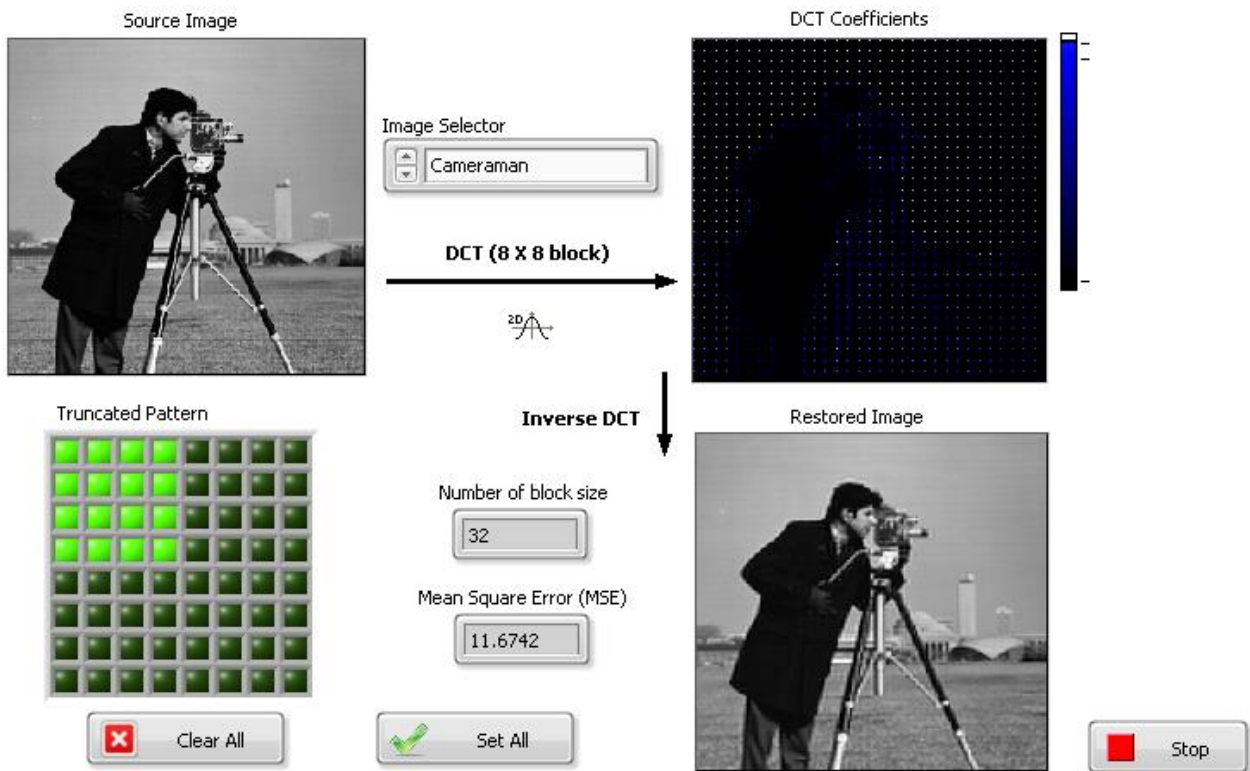 Source Image
DCT Coefficients
Image Selector
Cameraman
DCT (8 X 8 block)
2D
Truncated Pattern
Inverse DCT
Restored Image
Number of block size
32
Mean Square Error (MSE)
11.6742
Clear All
Set All
Stop